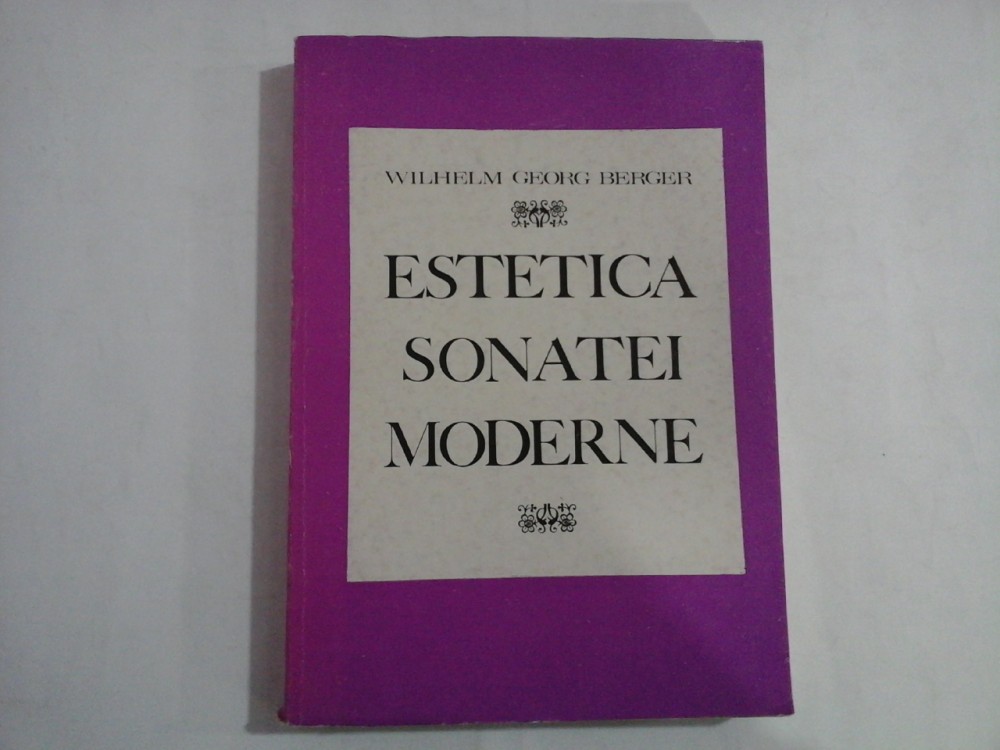 WILHELM GEORG BERGER
ESTETICA
SONATEI
MODERNE